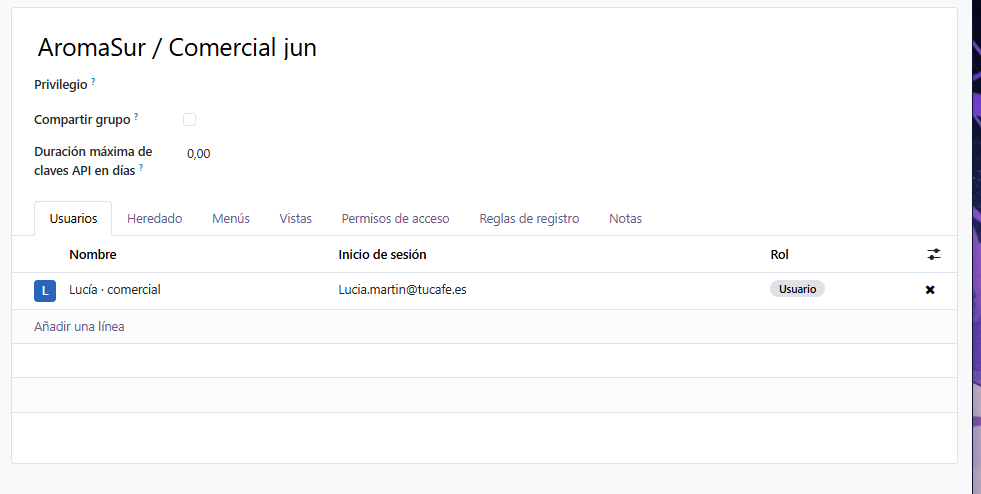 AromaSur / Comercial jun
Privilegio ?
Compartir grupo ?
Duración máxima de
claves API en días ?
0,00
Usuarios Heredado Menús Vistas Permisos de acceso Reglas de registro Notas
Nombre Inicio de sesión Rol
L Lucía · comercial Lucia.martin@tucafe.es Usuario
Añadir una línea